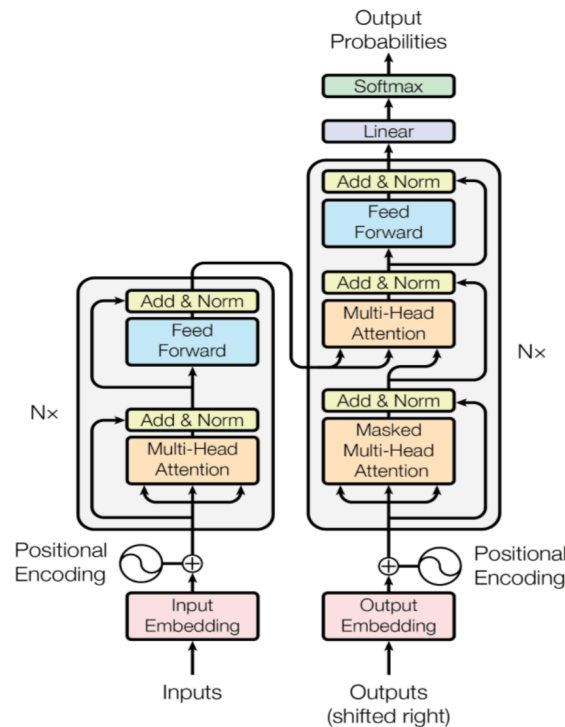 Output
Probabilities
Softmax
Linear
Add & Norm
Feed
Forward
Add & Norm
Multi-Head
Attention
Add & Norm
Masked
Multi-Head
Attention
N×
Add & Norm
Feed
Forward
Add & Norm
Multi-Head
Attention
N×
Positional
Encoding
Positional
Encoding
Input
Embedding
Output
Embedding
Inputs
Outputs
(shifted right)